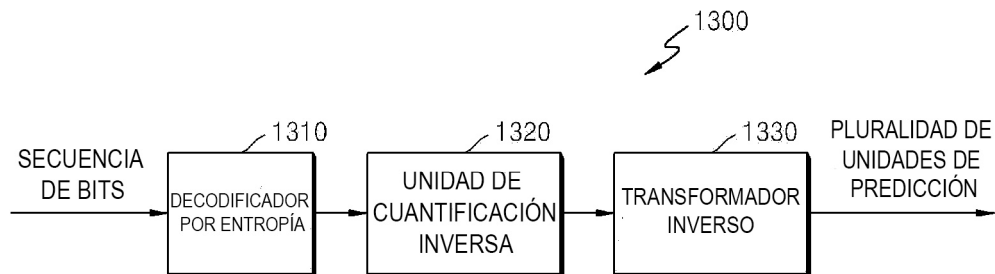 1300
1310
1320
1330
SECUENCIA
DE BITS
DECODIFICADOR
POR ENTROPÍA
UNIDAD DE
CUANTIFICACIÓN
INVERSA
TRANSFORMADOR
INVERSO
PLURALIDAD DE
UNIDADES DE
PREDICCIÓN